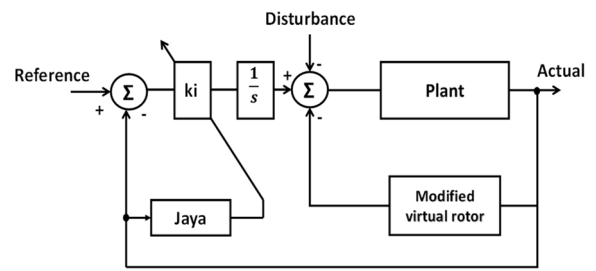 Disturbance
Reference
Actual
Σ
ki
1
s
Σ
Plant
+
-
+
-
-
Jaya
Modified
virtual rotor